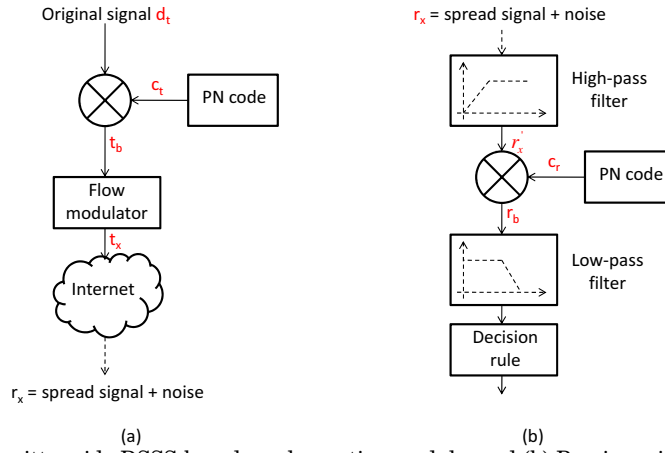 Original signal d_t
c_t
PN code
t_b
Flow
modulator
t_x
Internet
r_x = spread signal + noise
(a)
r_x = spread signal + noise
High-pass
filter
r_x'
c_r
PN code
r_b
Low-pass
filter
Decision
rule
(b)